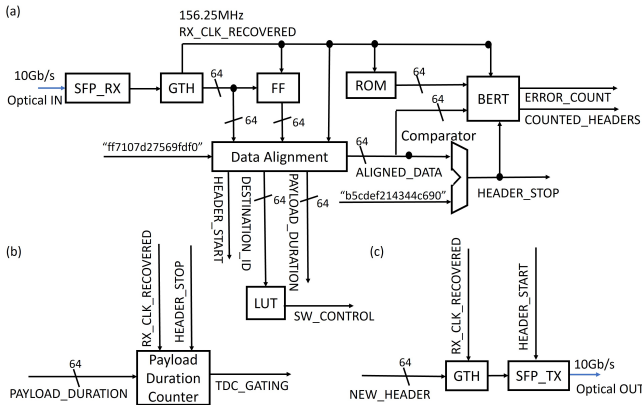 (a)
156.25MHz
RX_CLK_RECOVERED
10Gb/s
Optical IN
SFP_RX
GTH
64
FF
64
64
ROM
64
64
BERT
ERROR_COUNT
COUNTED_HEADERS
"ff7107d27569fdf0"
Data Alignment
64
ALIGNED_DATA
Comparator
"b5cdef214344c690"
64
HEADER_STOP
HEADER_START
DESTINATION_ID
64
PAYLOAD_DURATION
64
LUT
SW_CONTROL
(b)
RX_CLK_RECOVERED
HEADER_STOP
64
PAYLOAD_DURATION
Payload
Duration
Counter
TDC_GATING
(c)
RX_CLK_RECOVERED
HEADER_START
64
NEW_HEADER
GTH
SFP_TX
10Gb/s
Optical OUT